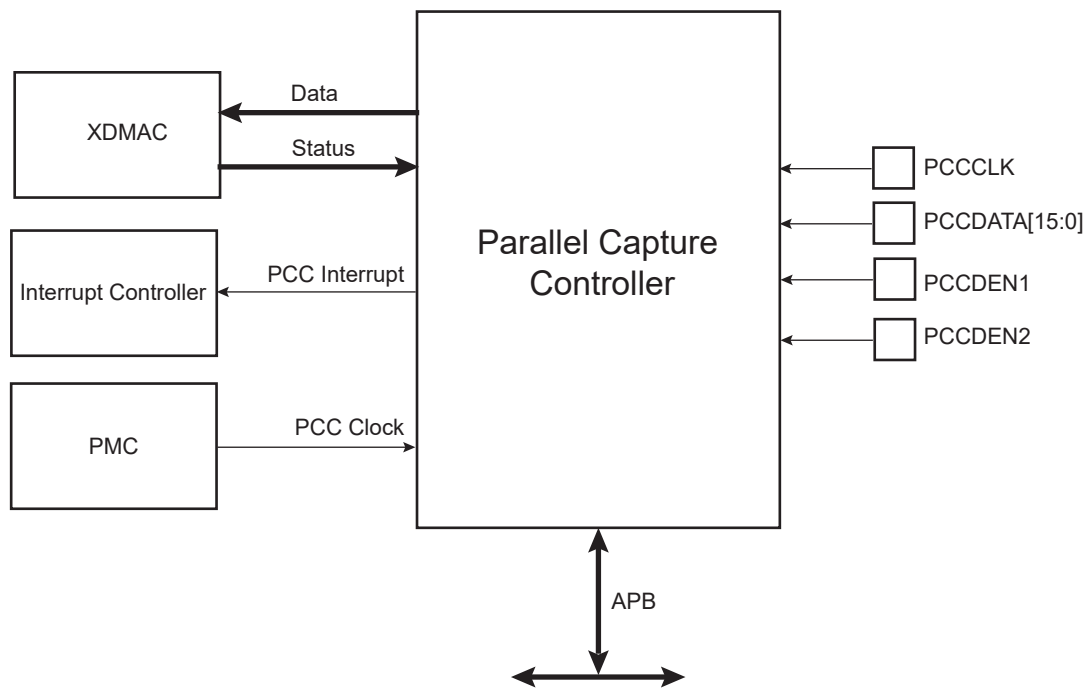 Data
XDMAC
Status
PCC Interrupt
Interrupt Controller
PCC Clock
PMC
Parallel Capture
Controller
PCCCLK
PCCDATA[15:0]
PCCDEN1
PCCDEN2
APB